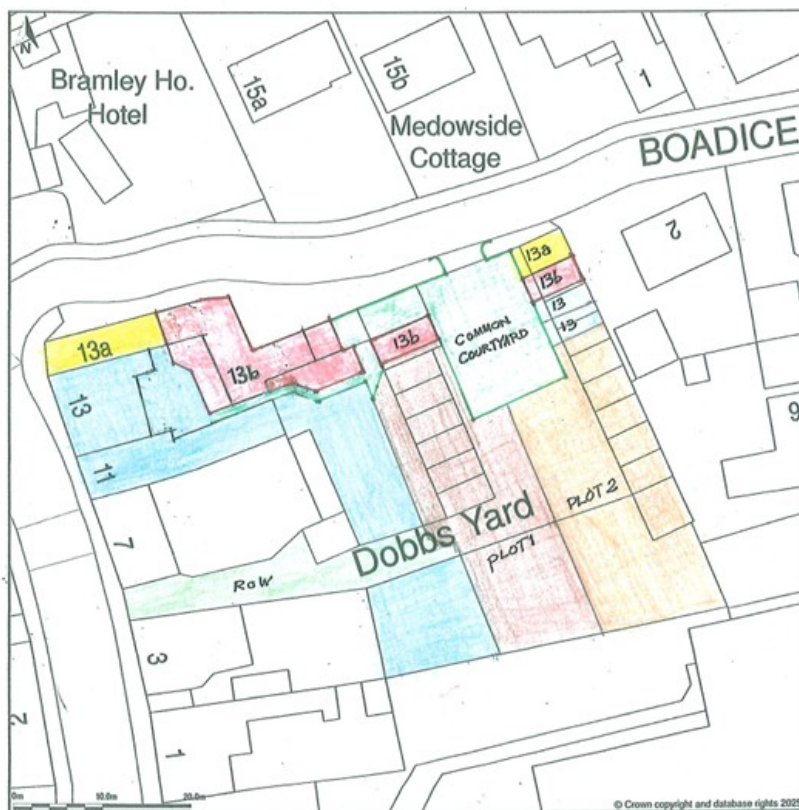 N
Bramley Ho.
Hotel
15a
15b
1
Medowside
Cottage
BOADICE
2
13a
13b
13
13
13a
13b
13b
COMMON
COURTYARD
13
11
9
7
Dobbs Yard
PLOT 2
PLOT 1
ROW
3
2
1
0m 10.0m 20.0m
© Crown copyright and database rights 202